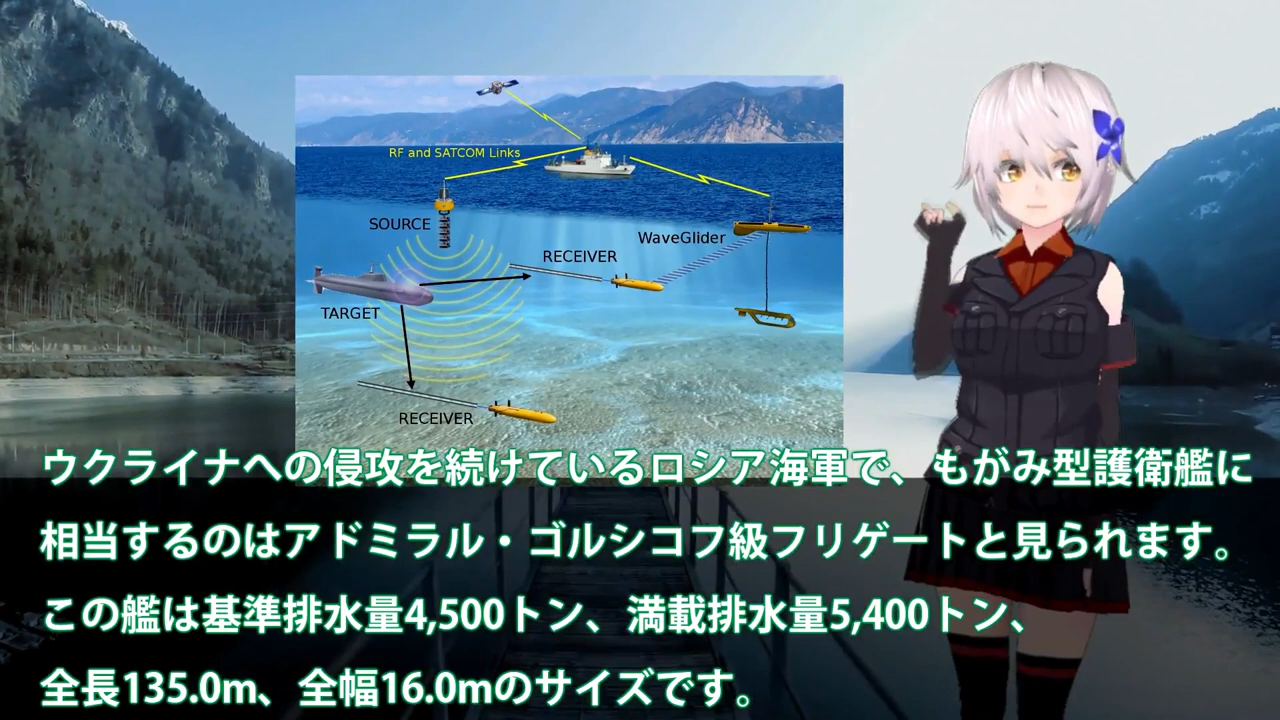 RF and SATCOM Links
SOURCE
WaveGlider
RECEIVER
TARGET
RECEIVER
ウクライナへの侵攻を続けているロシア海軍で、もがみ型護衛艦に
相当するのはアドミラル・ゴルシコフ級フリゲートと見られます。
この艦は基準排水量4,500トン、満載排水量5,400トン、
全長135.0m、全幅16.0mのサイズです。